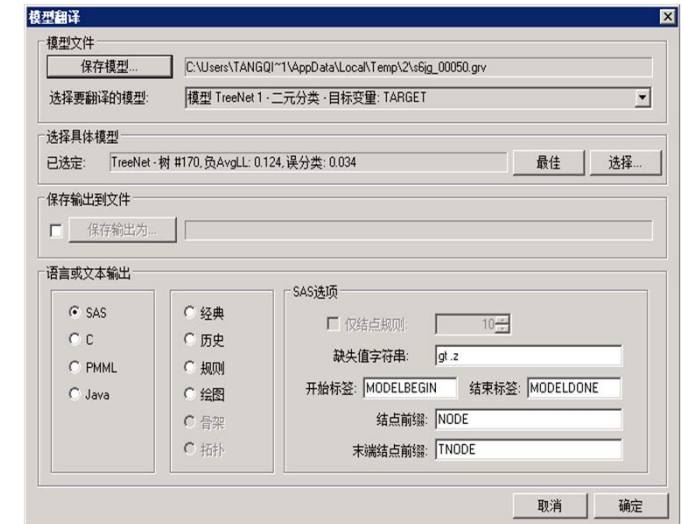 模型翻译
模型文件
保存模型... C:\Users\TANGQI~1\AppData\Local\Temp\2\s6jg_00050.grv
选择要翻译的模型: 模型 TreeNet 1 - 二元分类 - 目标变量: TARGET
选择具体模型
已选定: TreeNet - 树 #170, 负AvgLL: 0.124, 误分类: 0.034 最佳 选择...
保存输出到文件
保存输出为...
语言或文本输出
SAS
C
PMML
Java
经典
历史
规则
绘图
骨架
拓扑
SAS选项
仅结点规则: 10
缺失值字符串: gt .z
开始标签: MODELBEGIN 结束标签: MODELDONE
结点前缀: NODE
末端结点前缀: TNODE
取消 确定